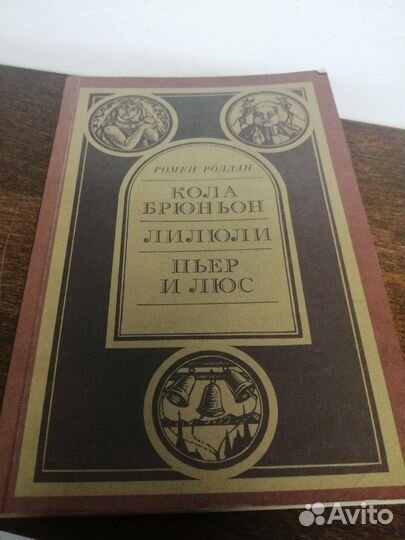 РОМЕН РОЛЛАН
КОЛА
БРЮНЬОН
ЛИЛЮЛИ
ПЬЕР
И ЛЮС
Avito